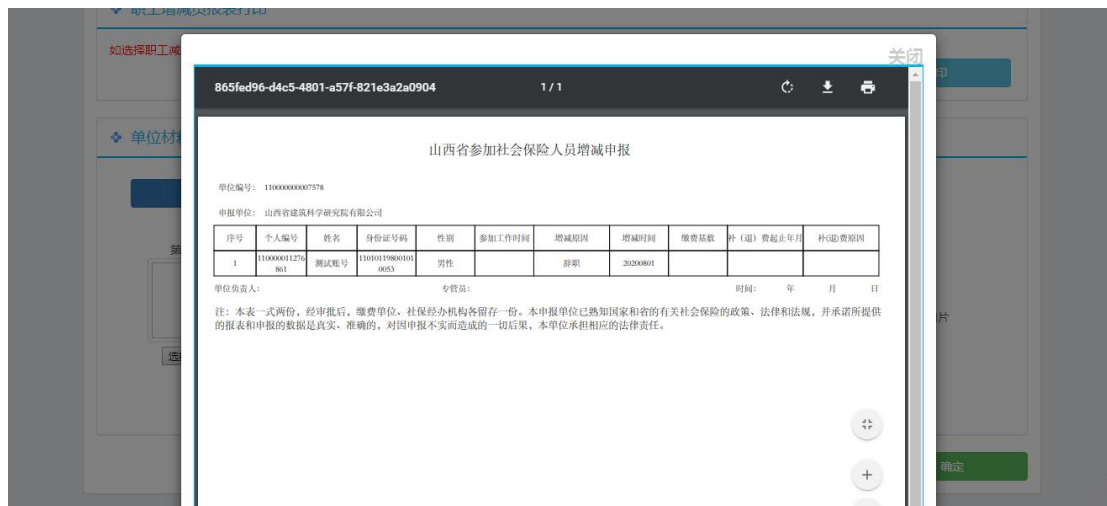 职工增减员报表打印
如选择职工减
关闭
印
865fed96-d4c5-4801-a57f-821e3a2a0904 1 / 1
单位材
山西省参加社会保险人员增减申报
单位编号： 110000000007578
申报单位： 山西省建筑科学研究院有限公司
序号 个人编号 姓名 身份证号码 性别 参加工作时间 增减原因 增减时间 缴费基数 补（退）费起止年月 补(退)费原因
1 110000011276861 测试账号 110101198001010053 男性 辞职 20200801
单位负责人： 专管员： 时间： 年 月 日
注：本表一式两份，经审批后，缴费单位、社保经办机构各留存一份。本申报单位已熟知国家和省的有关社会保险的政策、法律和法规，并承诺所提供
的报表和申报的数据是真实、准确的，对因申报不实而造成的一切后果，本单位承担相应的法律责任。
第
片
选
确定